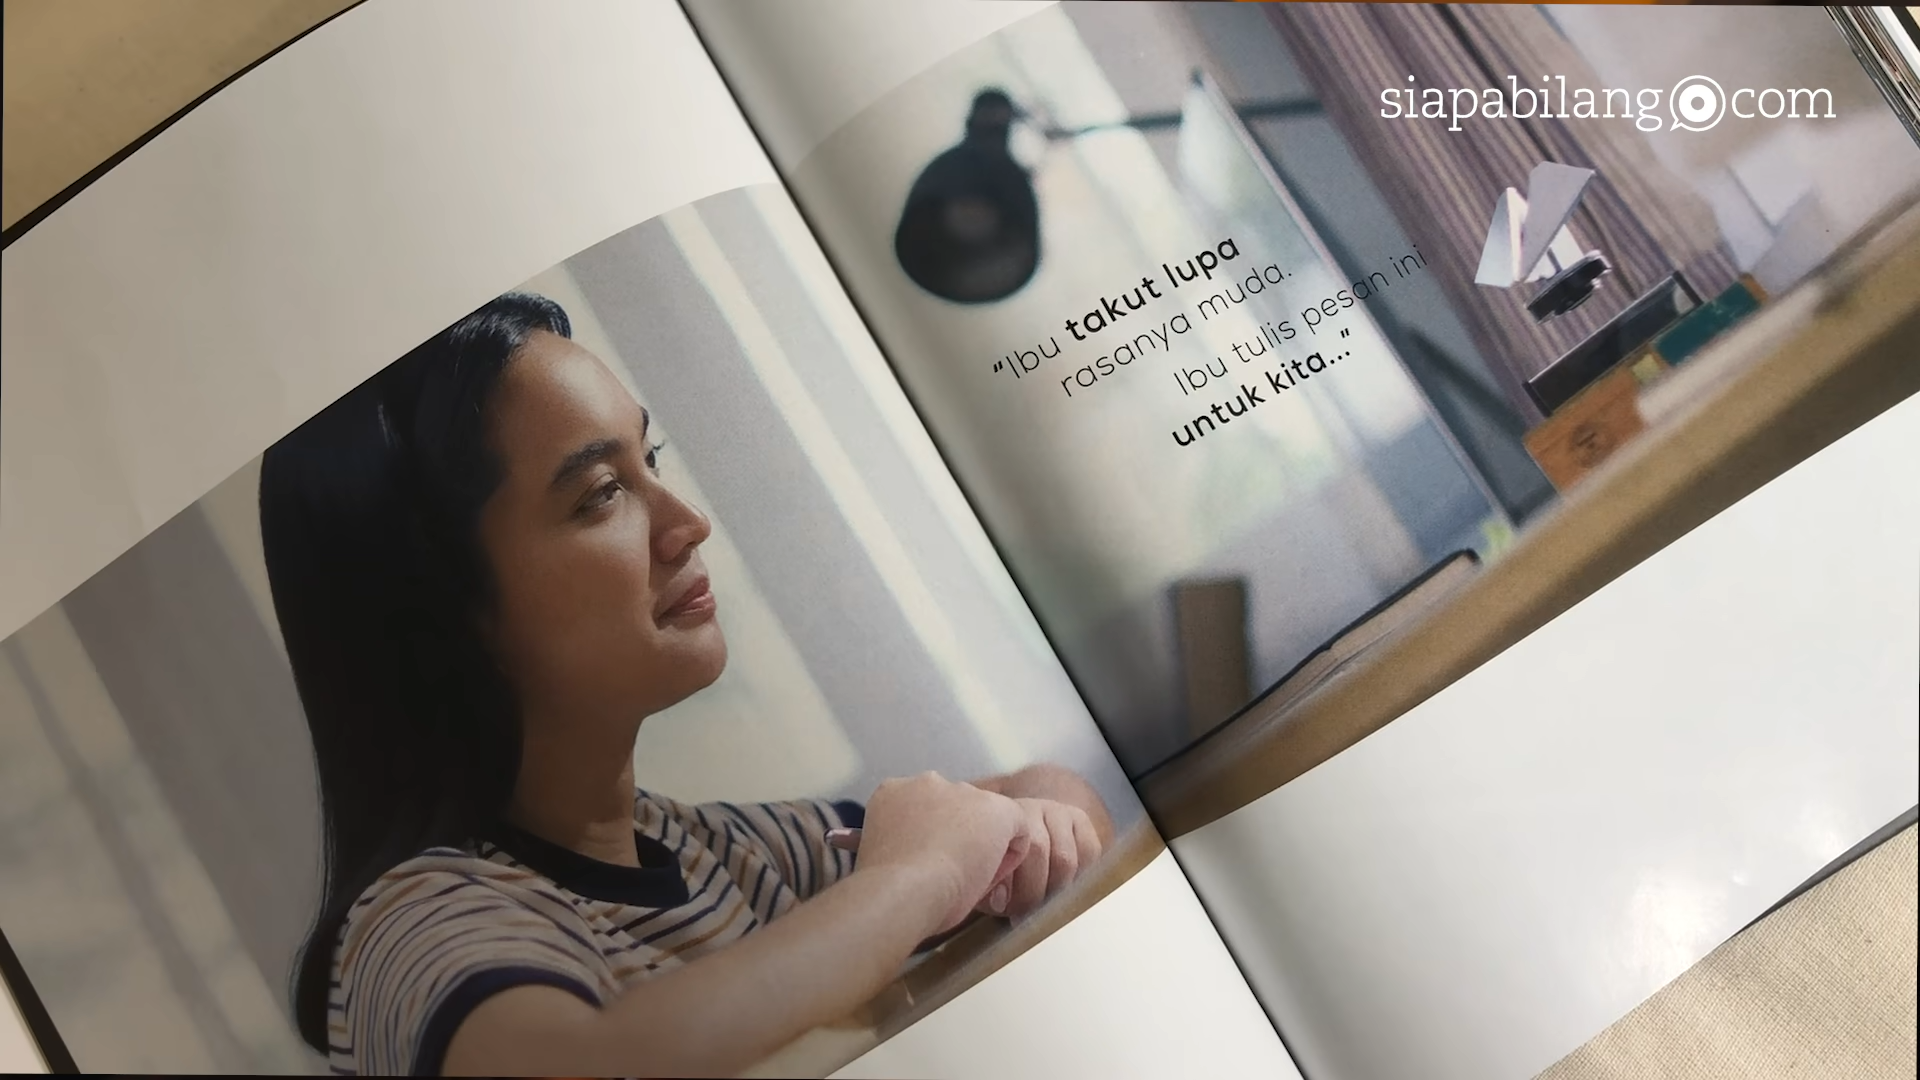 siapabilang.com
"Ibu takut lupa
rasanya muda.
Ibu tulis pesan ini
untuk kita..."